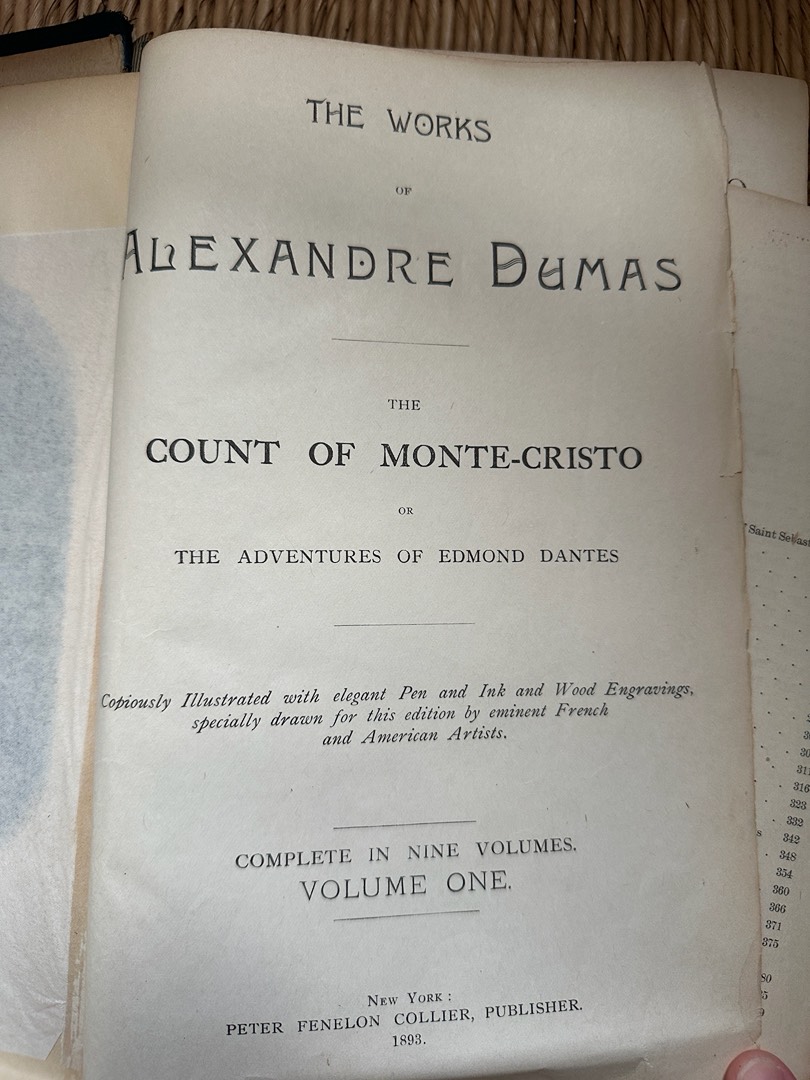 THE WORKS
OF
ALEXANDRE DUMAS
THE
COUNT OF MONTE-CRISTO
OR
THE ADVENTURES OF EDMOND DANTES
Copiously Illustrated with elegant Pen and Ink and Wood Engravings,
specially drawn for this edition by eminent French
and American Artists.
COMPLETE IN NINE VOLUMES.
VOLUME ONE.
NEW YORK:
PETER FENELON COLLIER, PUBLISHER.
1893.
Saint
311
316
323
332
342
348
354
360
366
371
375